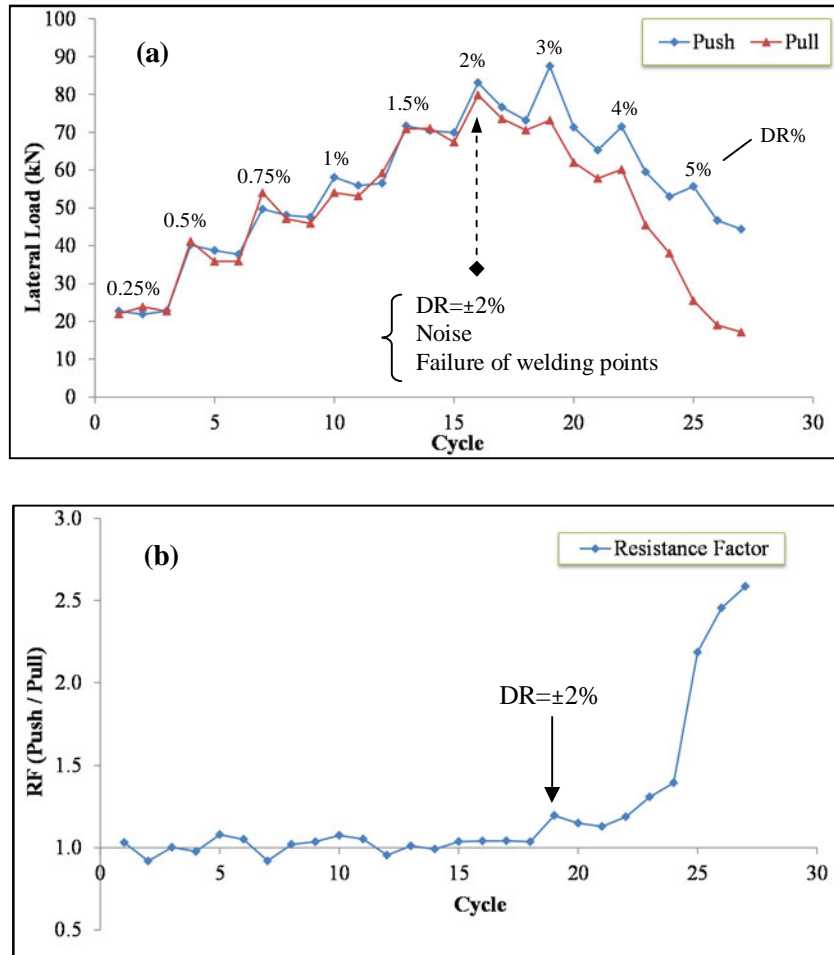 (a)
Push Pull
100
90
80
70
60
50
40
30
20
10
0
Lateral Load (kN)
0.25%
0.5%
0.75%
1%
1.5%
2%
3%
4%
5%
DR%
DR=±2%
Noise
Failure of welding points
0 5 10 15 20 25 30
Cycle
(b)
Resistance Factor
3.0
2.5
2.0
1.5
1.0
0.5
RF (Push / Pull)
DR=±2%
0 5 10 15 20 25 30
Cycle